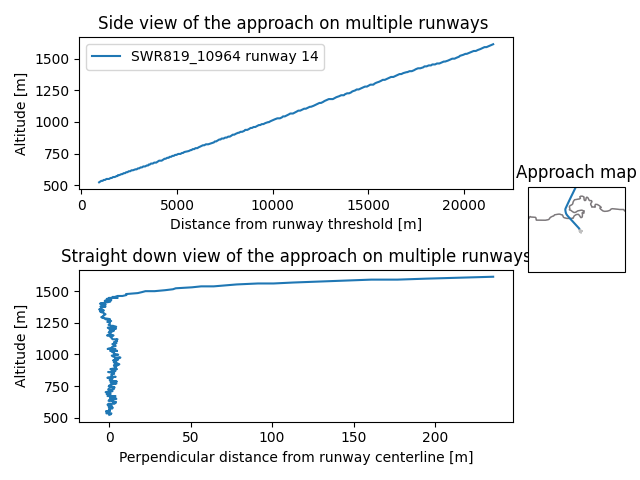 Side view of the approach on multiple runways
Altitude [m]
1500
1250
1000
750
500
SWR819_10964 runway 14
0
5000
10000
15000
20000
Distance from runway threshold [m]
Approach map
Straight down view of the approach on multiple runways
Altitude [m]
1500
1250
1000
750
500
0
50
100
150
200
Perpendicular distance from runway centerline [m]